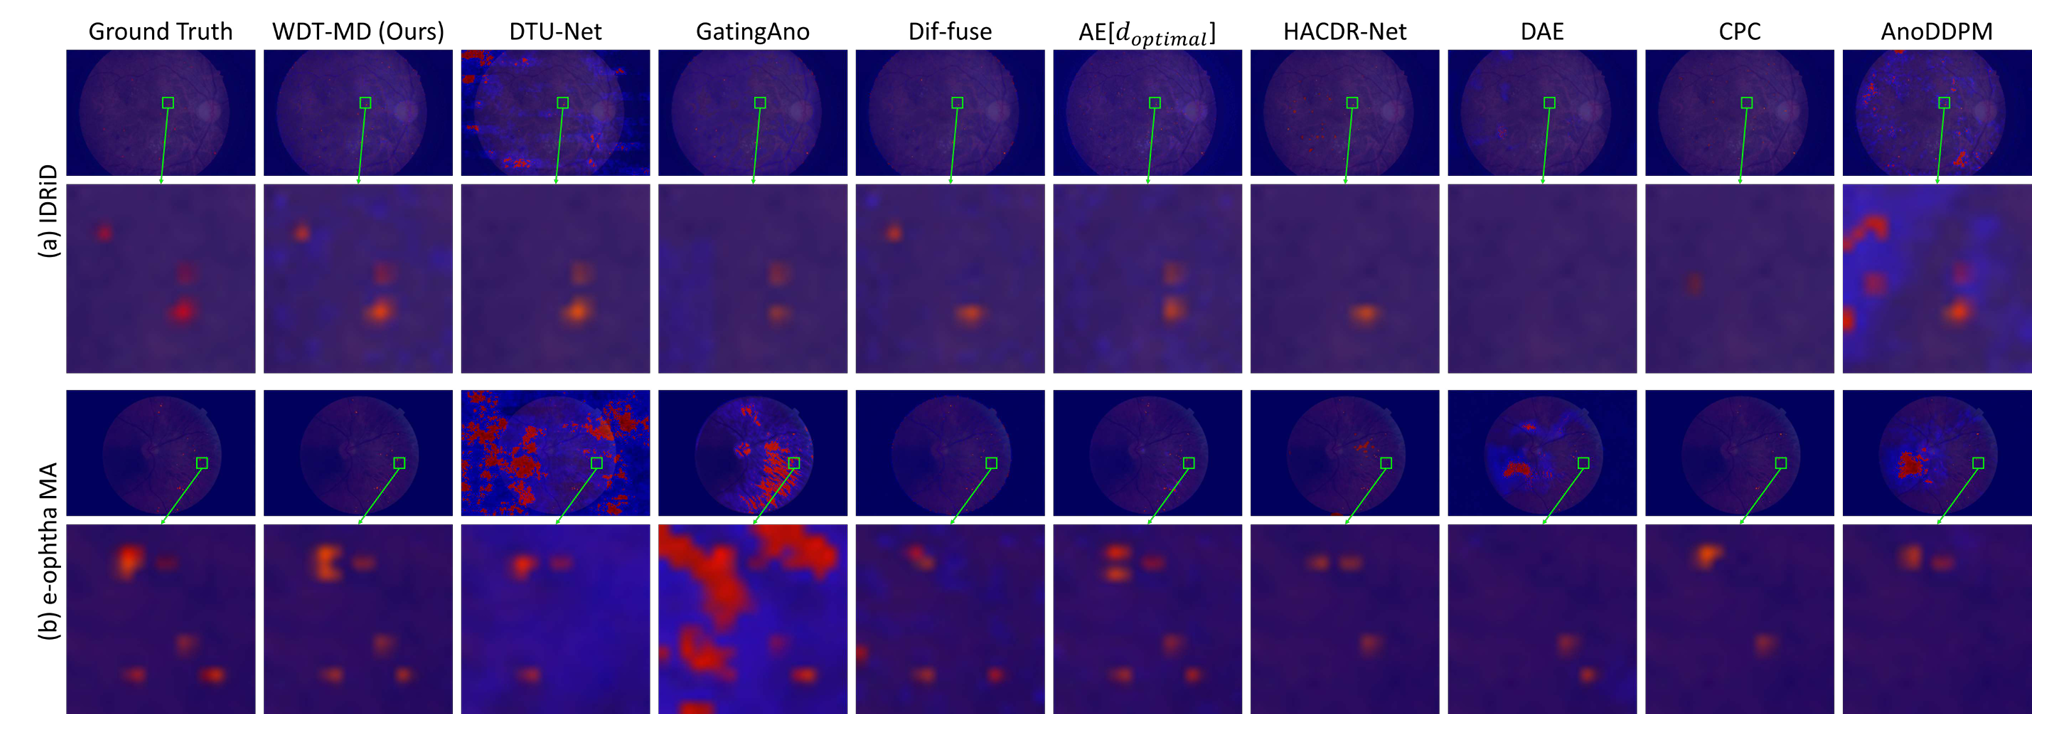 Ground Truth WDT-MD (Ours) DTU-Net GatingAno Dif-fuse AE[d_optimal] HACDR-Net DAE CPC AnoDDPM
(a) IDRiD
(b) e-ophtha MA